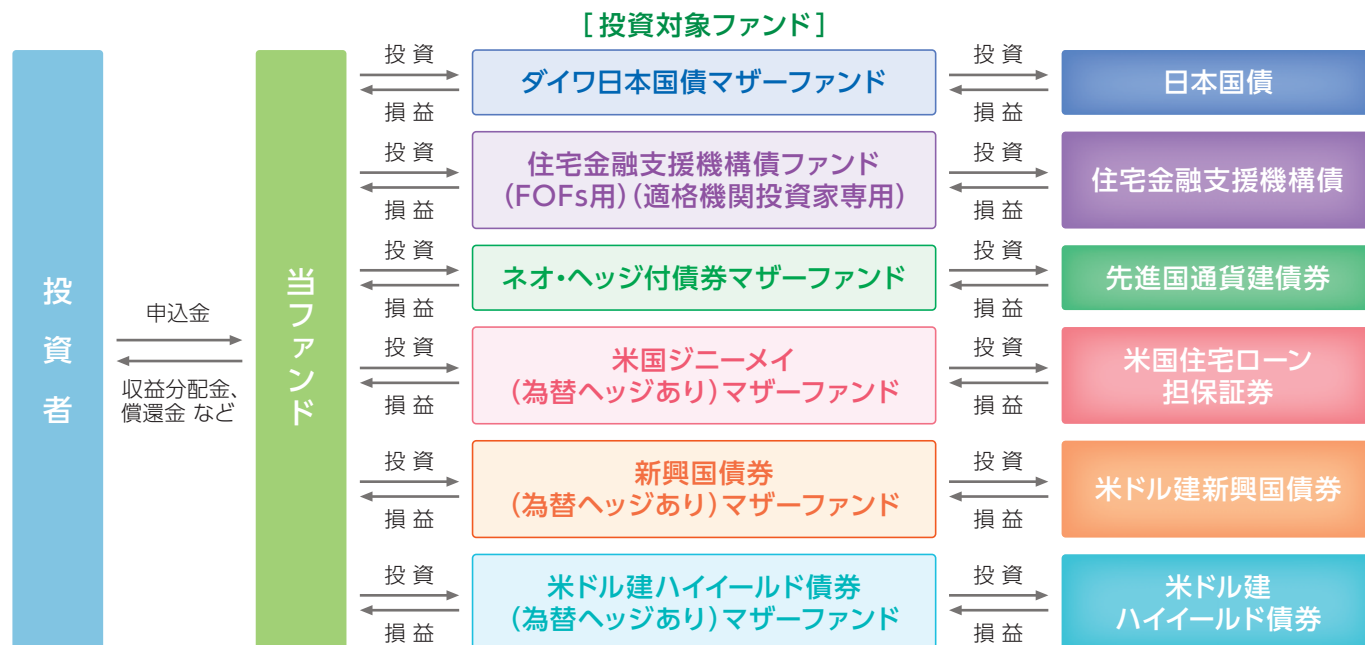 [投資対象ファンド]
投資者
申込金
収益分配金、
償還金 など
当ファンド
投 資
損 益
ダイワ日本国債マザーファンド
投 資
損 益
日本国債
投 資
損 益
住宅金融支援機構債ファンド
(FOFs用)(適格機関投資家専用)
投 資
損 益
住宅金融支援機構債
投 資
損 益
ネオ・ヘッジ付債券マザーファンド
投 資
損 益
先進国通貨建債券
投 資
損 益
米国ジニーメイ
(為替ヘッジあり)マザーファンド
投 資
損 益
米国住宅ローン
担保証券
投 資
損 益
新興国債券
(為替ヘッジあり)マザーファンド
投 資
損 益
米ドル建新興国債券
投 資
損 益
米ドル建ハイイールド債券
(為替ヘッジあり)マザーファンド
投 資
損 益
米ドル建
ハイイールド債券